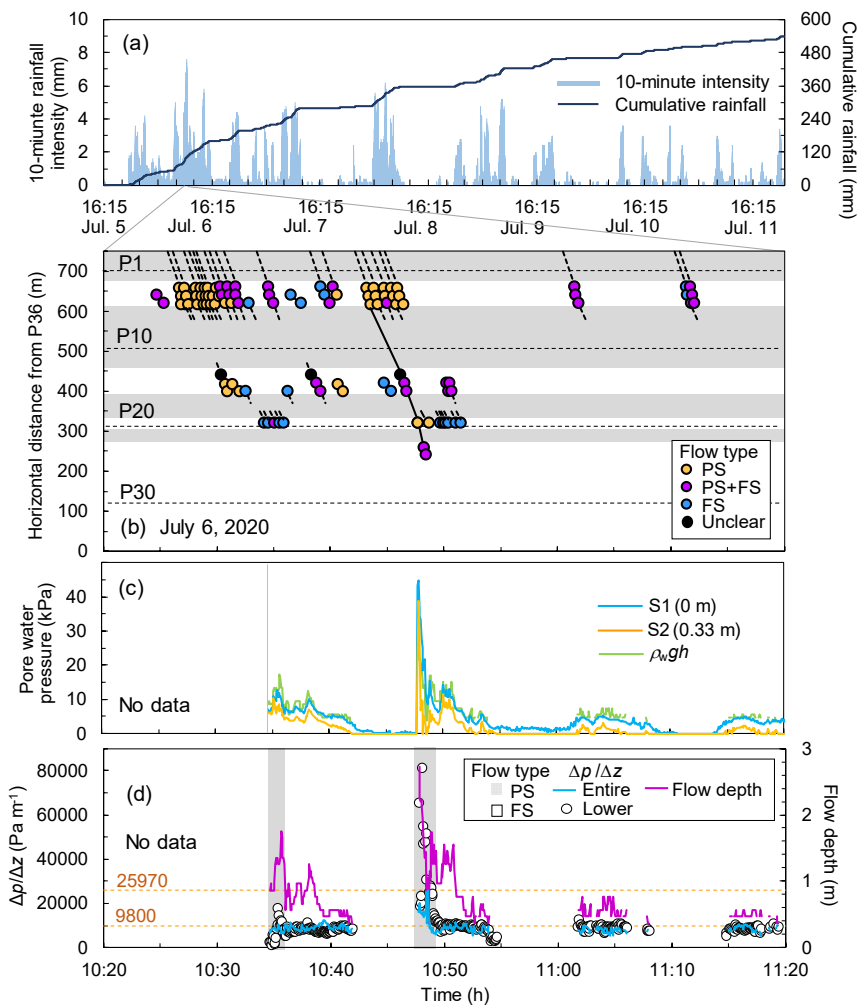 (a)
10-miunte rainfall
intensity (mm)
10
8
6
4
2
0
Cumulative rainfall (mm)
600
480
360
240
120
0
10-minute intensity
Cumulative rainfall
16:15 16:15 16:15 16:15 16:15 16:15 16:15
Jul. 5 Jul. 6 Jul. 7 Jul. 8 Jul. 9 Jul. 10 Jul. 11
Horizontal distance from P36 (m)
700
600
500
400
300
200
100
0
P1
P10
P20
P30
Flow type
PS
PS+FS
FS
Unclear
(b) July 6, 2020
(c)
Pore water
pressure (kPa)
40
30
20
10
0
No data
S1 (0 m)
S2 (0.33 m)
ρwgh
(d)
Δp/Δz (Pa m⁻¹)
80000
60000
40000
20000
0
No data
25970
9800
Flow type Δp/Δz
PS Entire Flow depth
FS Lower
Flow depth (m)
3
2
1
0
10:20 10:30 10:40 10:50 11:00 11:10 11:20
Time (h)